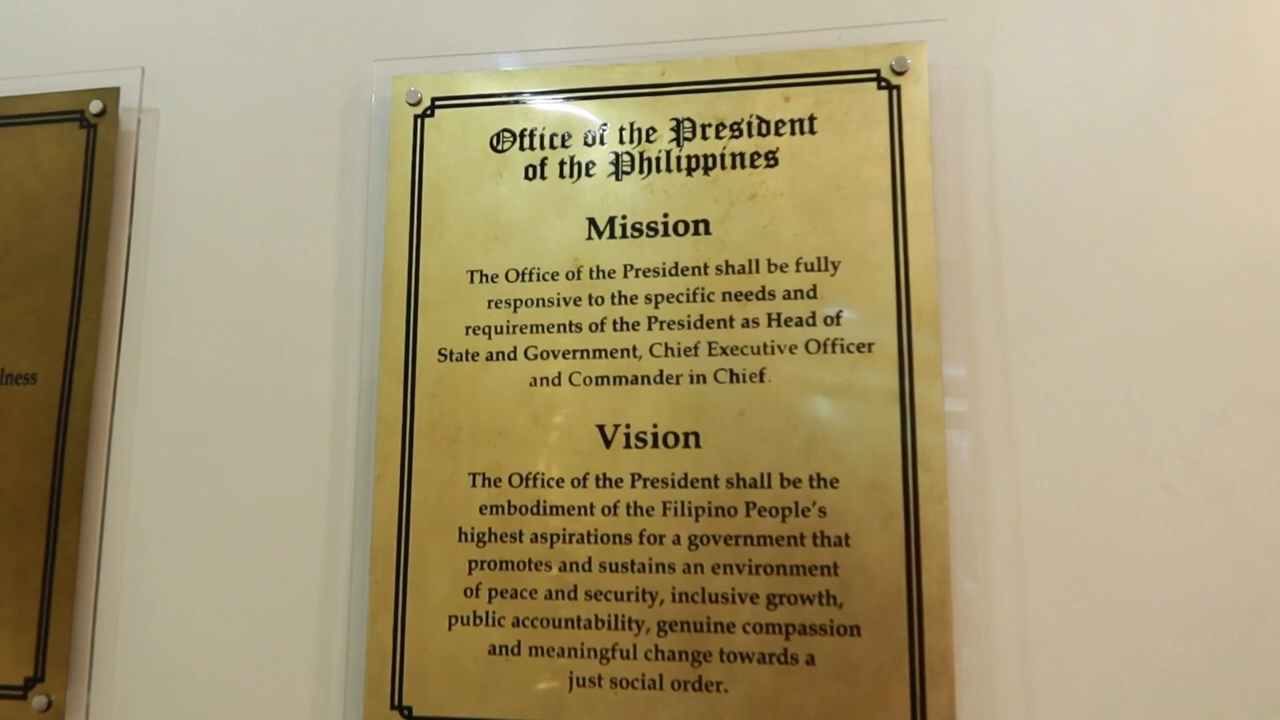 Office of the President
of the Philippines
Mission
The Office of the President shall be fully
responsive to the specific needs and
requirements of the President as Head of
State and Government, Chief Executive Officer
and Commander in Chief.
Vision
The Office of the President shall be the
embodiment of the Filipino People's
highest aspirations for a government that
promotes and sustains an environment
of peace and security, inclusive growth,
public accountability, genuine compassion
and meaningful change towards a
just social order.